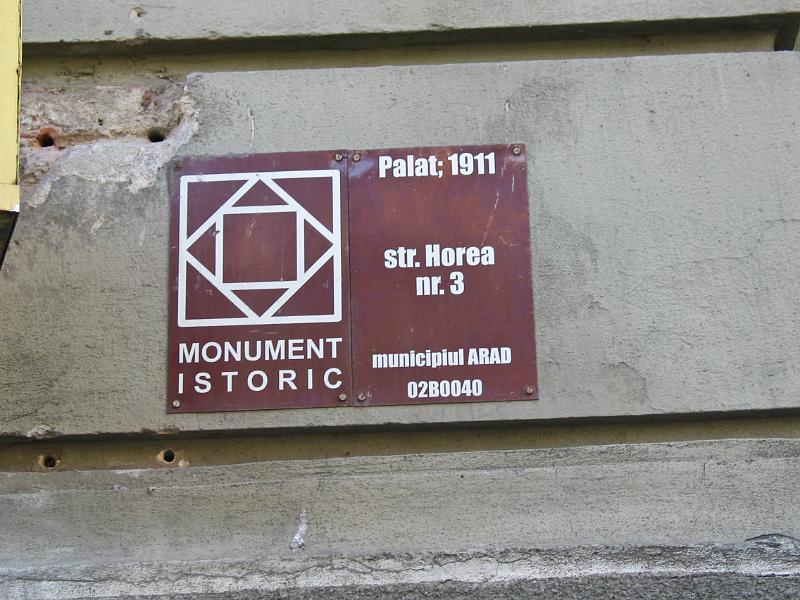 MONUMENT
ISTORIC
Palat; 1911
str. Horea
nr. 3
municipiul ARAD
02B0040